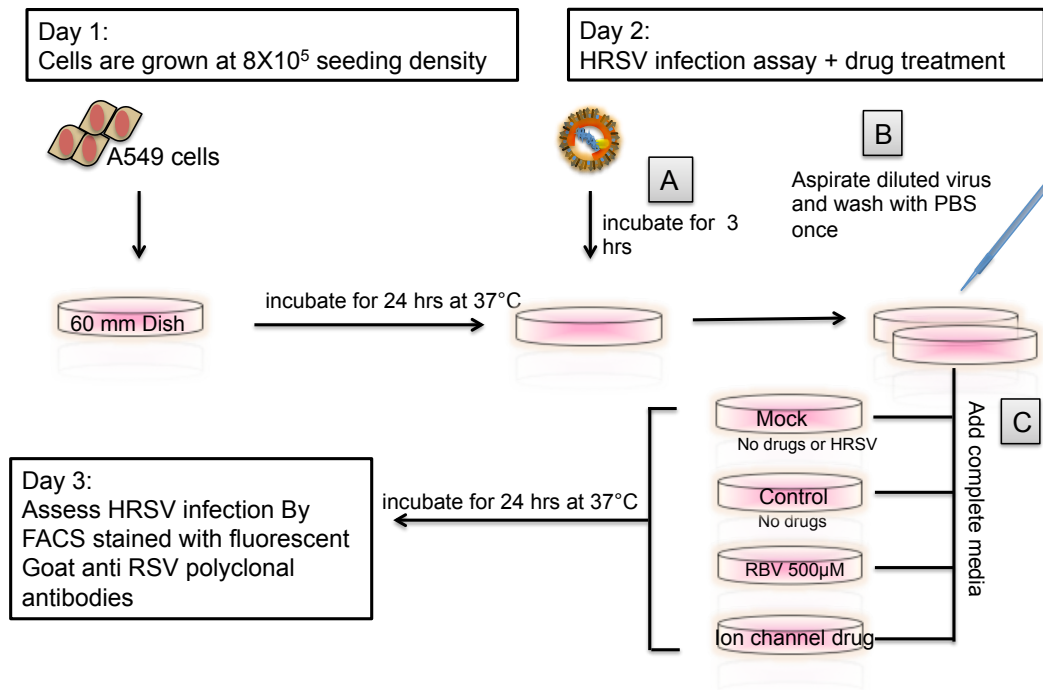 Day 1:
Cells are grown at 8X10⁵ seeding density
Day 2:
HRSV infection assay + drug treatment
A549 cells
A
incubate for 3
hrs
B
Aspirate diluted virus
and wash with PBS
once
60 mm Dish
incubate for 24 hrs at 37°C
C
Add complete media
Mock
No drugs or HRSV
Control
No drugs
RBV 500µM
Ion channel drug
incubate for 24 hrs at 37°C
Day 3:
Assess HRSV infection By
FACS stained with fluorescent
Goat anti RSV polyclonal
antibodies